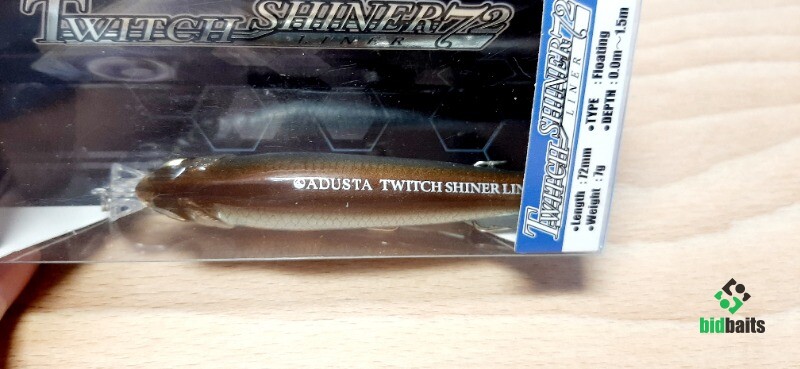 TWITCH SHINER 72
LINER
©ADUSTA TWITCH SHINER LIN
TWITCH SHINER 72
LINER
•Length : 72mm •TYPE : Floating
•Weight : 7g •DEPTN : 0.0m～1.5m
bidbaits